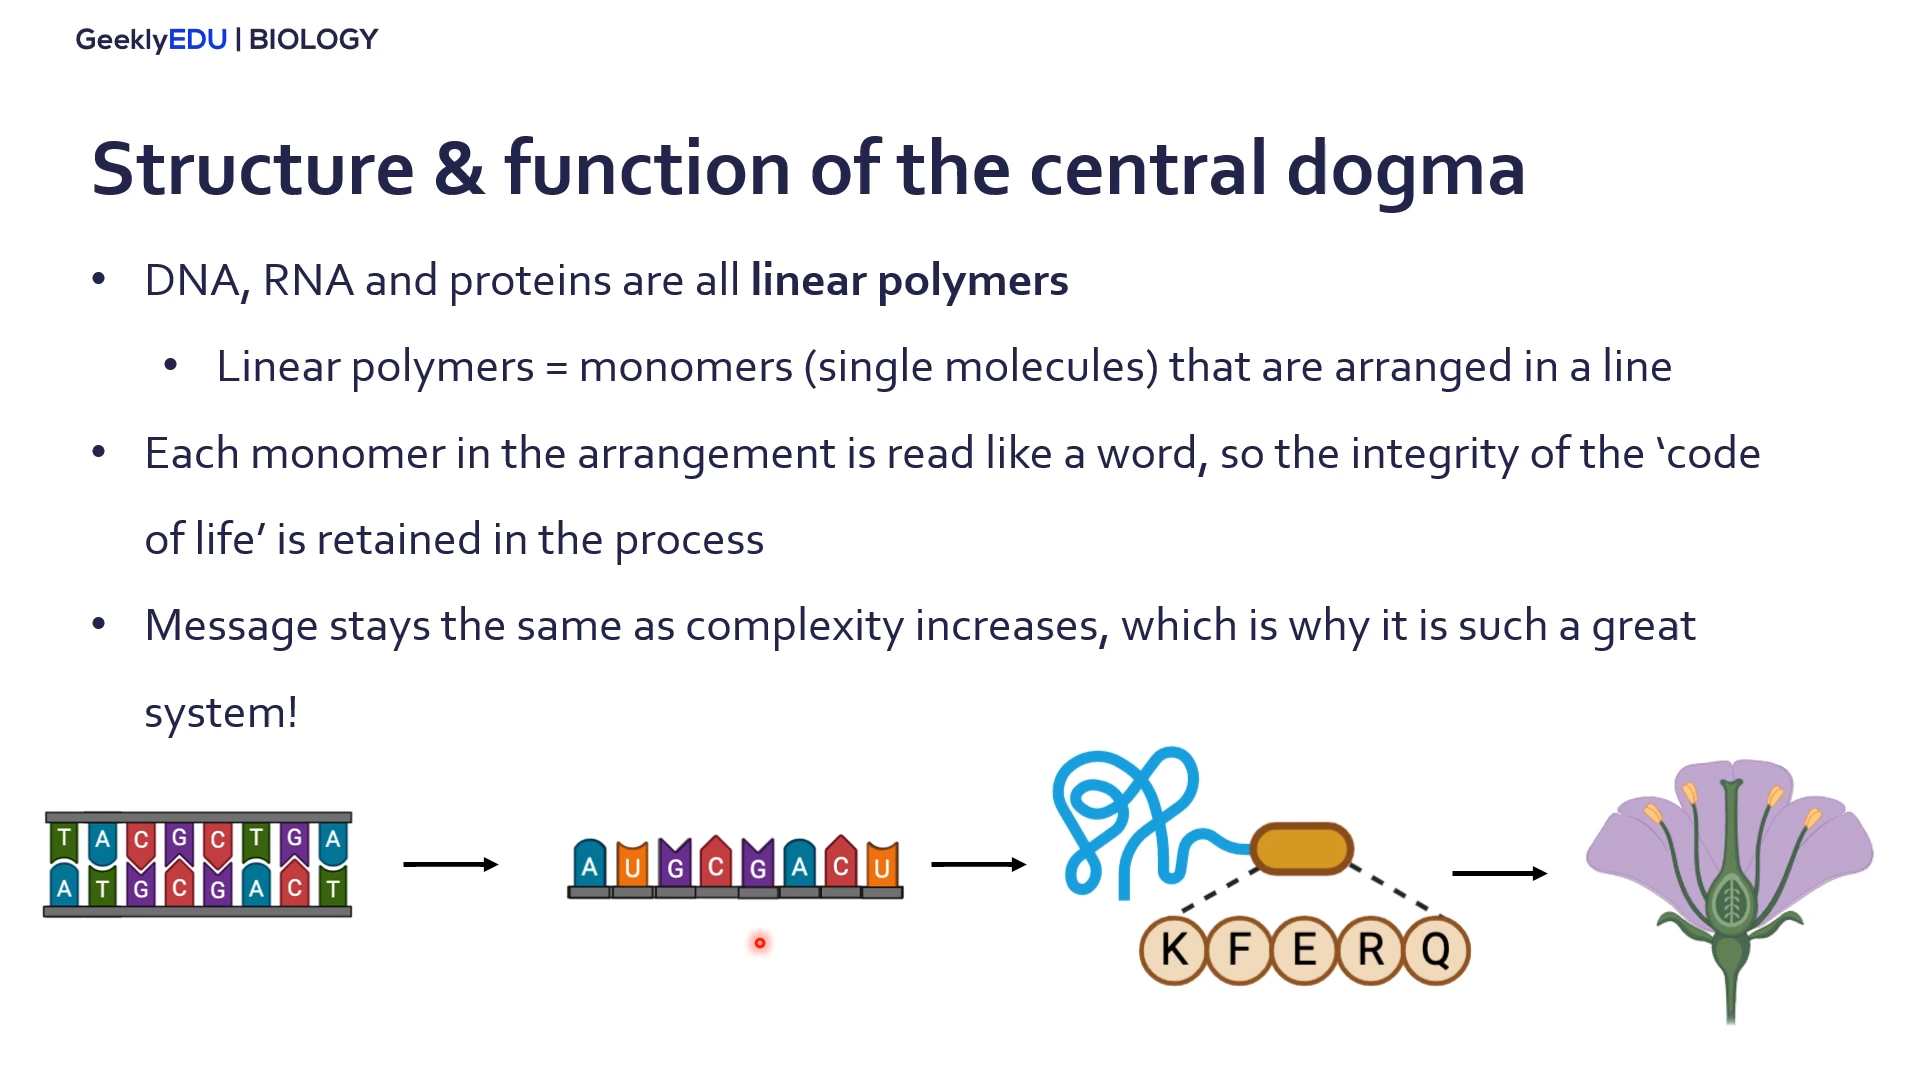 GeeklyEDU | BIOLOGY
Structure & function of the central dogma
• DNA, RNA and proteins are all linear polymers
• Linear polymers = monomers (single molecules) that are arranged in a line
• Each monomer in the arrangement is read like a word, so the integrity of the ‘code
of life’ is retained in the process
• Message stays the same as complexity increases, which is why it is such a great
system!
T A C G C T G A
A T G C G A C T
A U G C G A C U
K F E R Q